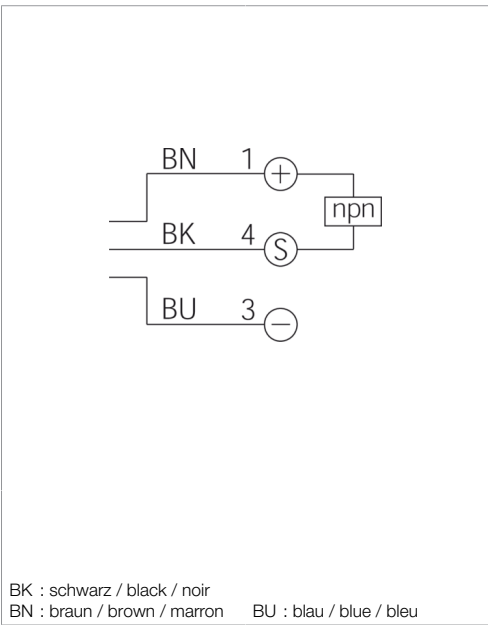 BN 1 +
npn
BK 4 S
BU 3 −
BK : schwarz / black / noir
BN : braun / brown / marron BU : blau / blue / bleu